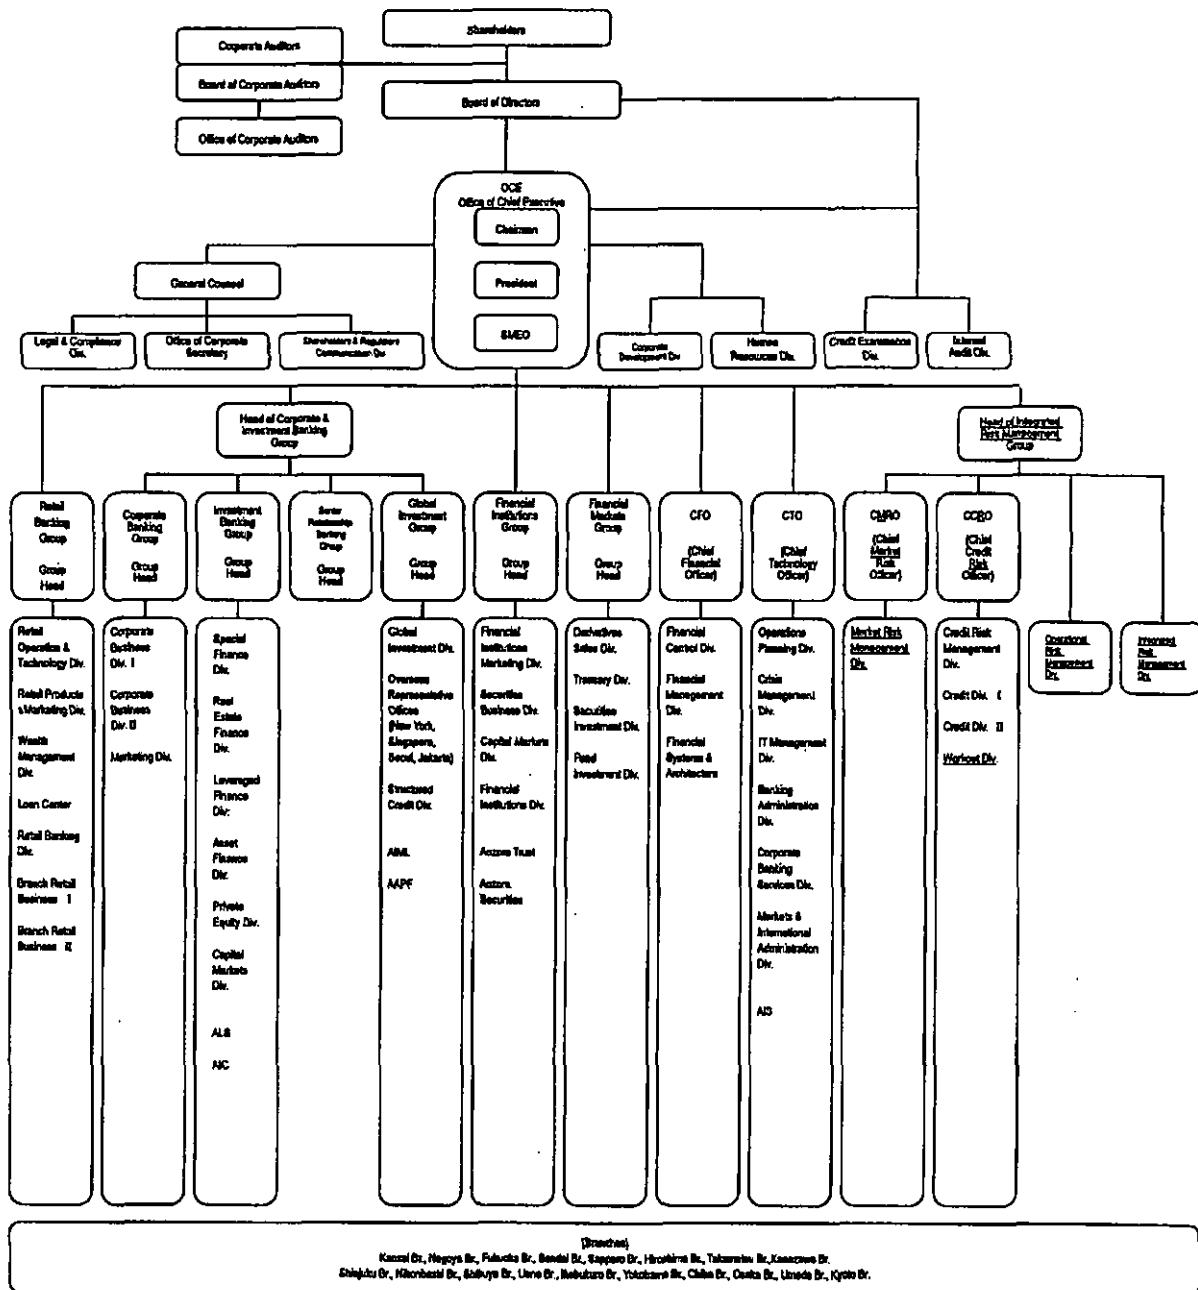 Shareholders
Corporate Auditors
Board of Corporate Auditors
Board of Directors
Office of Corporate Auditors
OCE
Office of Chief Executive
Chairman
General Counsel
President
Legal & Compliance
Div.
Office of Corporate
Secretary
Shareholders & Regulators
Communication Div
SMEO
Corporate
Development Div
Human
Resources Div.
Credit Examination
Div.
Internal
Audit Div.
Head of Corporate &
Investment Banking
Group
Head of Integrated
Risk Management
Group
Retail
Banking
Group
Group
Head
Corporate
Banking
Group
Group
Head
Investment
Banking
Group
Group
Head
Senior
Relationship
Banking
Group
Group
Head
Global
Investment
Group
Group
Head
Financial
Institutions
Group
Group
Head
Financial
Markets
Group
Group
Head
CFO
(Chief
Financial
Officer)
CTO
(Chief
Technology
Officer)
CMRO
(Chief
Market
Risk
Officer)
CCRO
(Chief
Credit
Risk
Officer)
Retail
Operation &
Technology Div.
Retail Products
&Marketing Div.
Wealth
Management
Div.
Loan Center
Retail Banking
Div.
Branch Retail
Business I
Branch Retail
Business II
Corporate
Business
Div. I
Corporate
Business
Div. II
Marketing Div.
Special
Finance
Div.
Real
Estate
Finance
Div.
Leveraged
Finance
Div.
Asset
Finance
Div.
Private
Equity Div.
Capital
Markets
Div.
ALS
AIC
Global
Investment Div.
Overseas
Representative
Offices
(New York,
Singapore,
Seoul, Jakarta)
Structured
Credit Div.
AIML
AAPF
Financial
Institutions
Marketing Div.
Securities
Business Div.
Capital Markets
Div.
Financial
Institutions Div.
Aozora Trust
Aozora
Securities
Derivatives
Sales Div.
Treasury Div.
Securities
Investment Div.
Fund
Investment Div.
Financial
Control Div.
Financial
Management
Div.
Financial
Systems &
Architecture
Operations
Planning Div.
Crisis
Management
Div.
IT Management
Div.
Banking
Administration
Div.
Corporate
Banking
Services Div.
Markets &
International
Administration
Div.
AIS
Market Risk
Management
Div.
Credit Risk
Management
Div.
Credit Div. I
Credit Div. II
Workout Div.
Operational
Risk
Management
Div.
Integrated
Risk
Management
Div.
(Branches)
Kansai Br., Nagoya Br., Fukuoka Br., Sendai Br., Sapporo Br., Hiroshima Br., Takamatsu Br., Kanazawa Br.
Shinjuku Br., Nihonbashi Br., Shibuya Br., Ueno Br., Ikebukuro Br., Yokohama Br., Chiba Br., Osaka Br., Umeda Br., Kyoto Br.